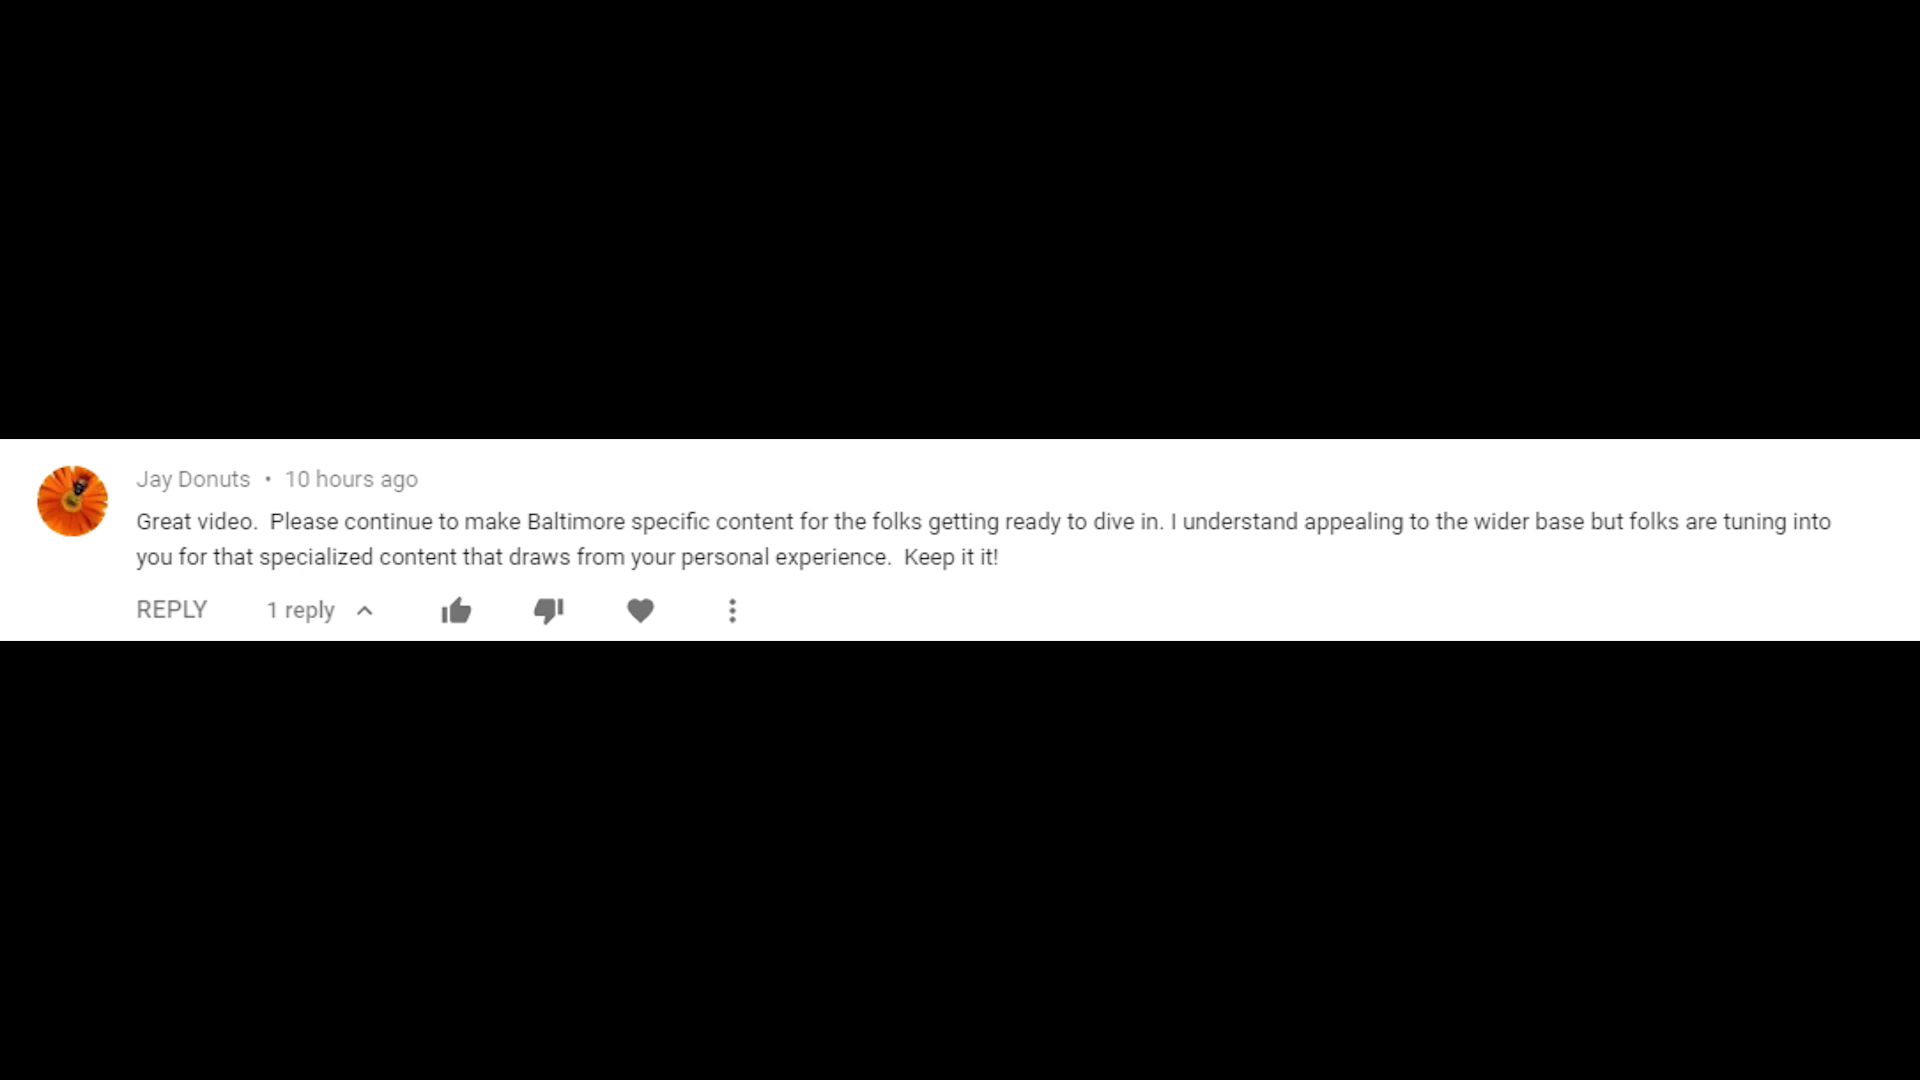 Jay Donuts • 10 hours ago
Great video.  Please continue to make Baltimore specific content for the folks getting ready to dive in. I understand appealing to the wider base but folks are tuning into
you for that specialized content that draws from your personal experience.  Keep it it!
REPLY 1 reply